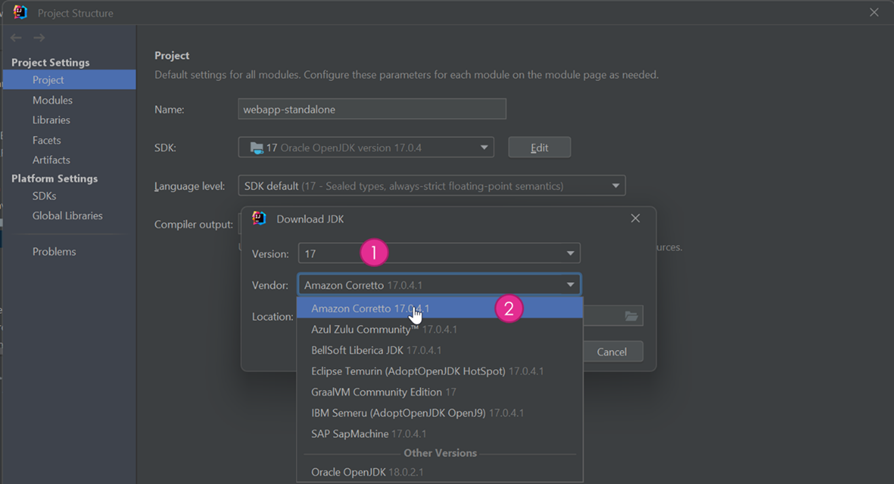 Project Structure
Project Settings
Project
Modules
Libraries
Facets
Artifacts
Platform Settings
SDKs
Global Libraries
Problems
Project
Default settings for all modules. Configure these parameters for each module on the module page as needed.
Name: webapp-standalone
SDK: 17 Oracle OpenJDK version 17.0.4 Edit
Language level: SDK default (17 - Sealed types, always-strict floating-point semantics)
Compiler output:
urces.
Download JDK
Version: 17 1
Vendor: Amazon Corretto 17.0.4.1
Amazon Corretto 17.0.4.1 2
Location:
Azul Zulu Community™ 17.0.4.1
BellSoft Liberica JDK 17.0.4.1
Cancel
Eclipse Temurin (AdoptOpenJDK HotSpot) 17.0.4.1
GraalVM Community Edition 17
IBM Semeru (AdoptOpenJDK OpenJ9) 17.0.4.1
SAP SapMachine 17.0.4.1
Other Versions
Oracle OpenJDK 18.0.2.1